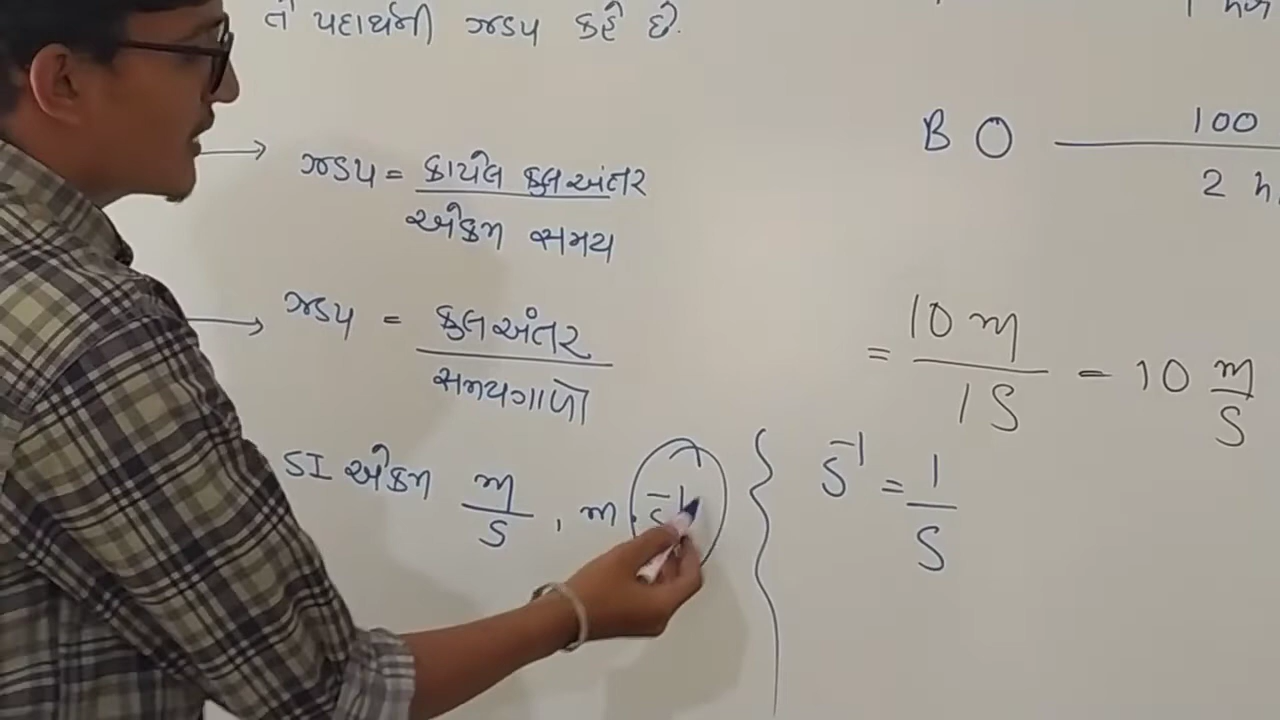 તે પદાર્થની ઝડપ કહે છે.
→ ઝડપ = કાપેલ કુલ અંતર
એકમ સમય
→ ઝડપ = કુલ અંતર
સમયગાળો
SI એકમ m/s , m.s⁻¹
s⁻¹ = 1/s
B O 100
2 h
= 10 m / 1 s = 10 m/s